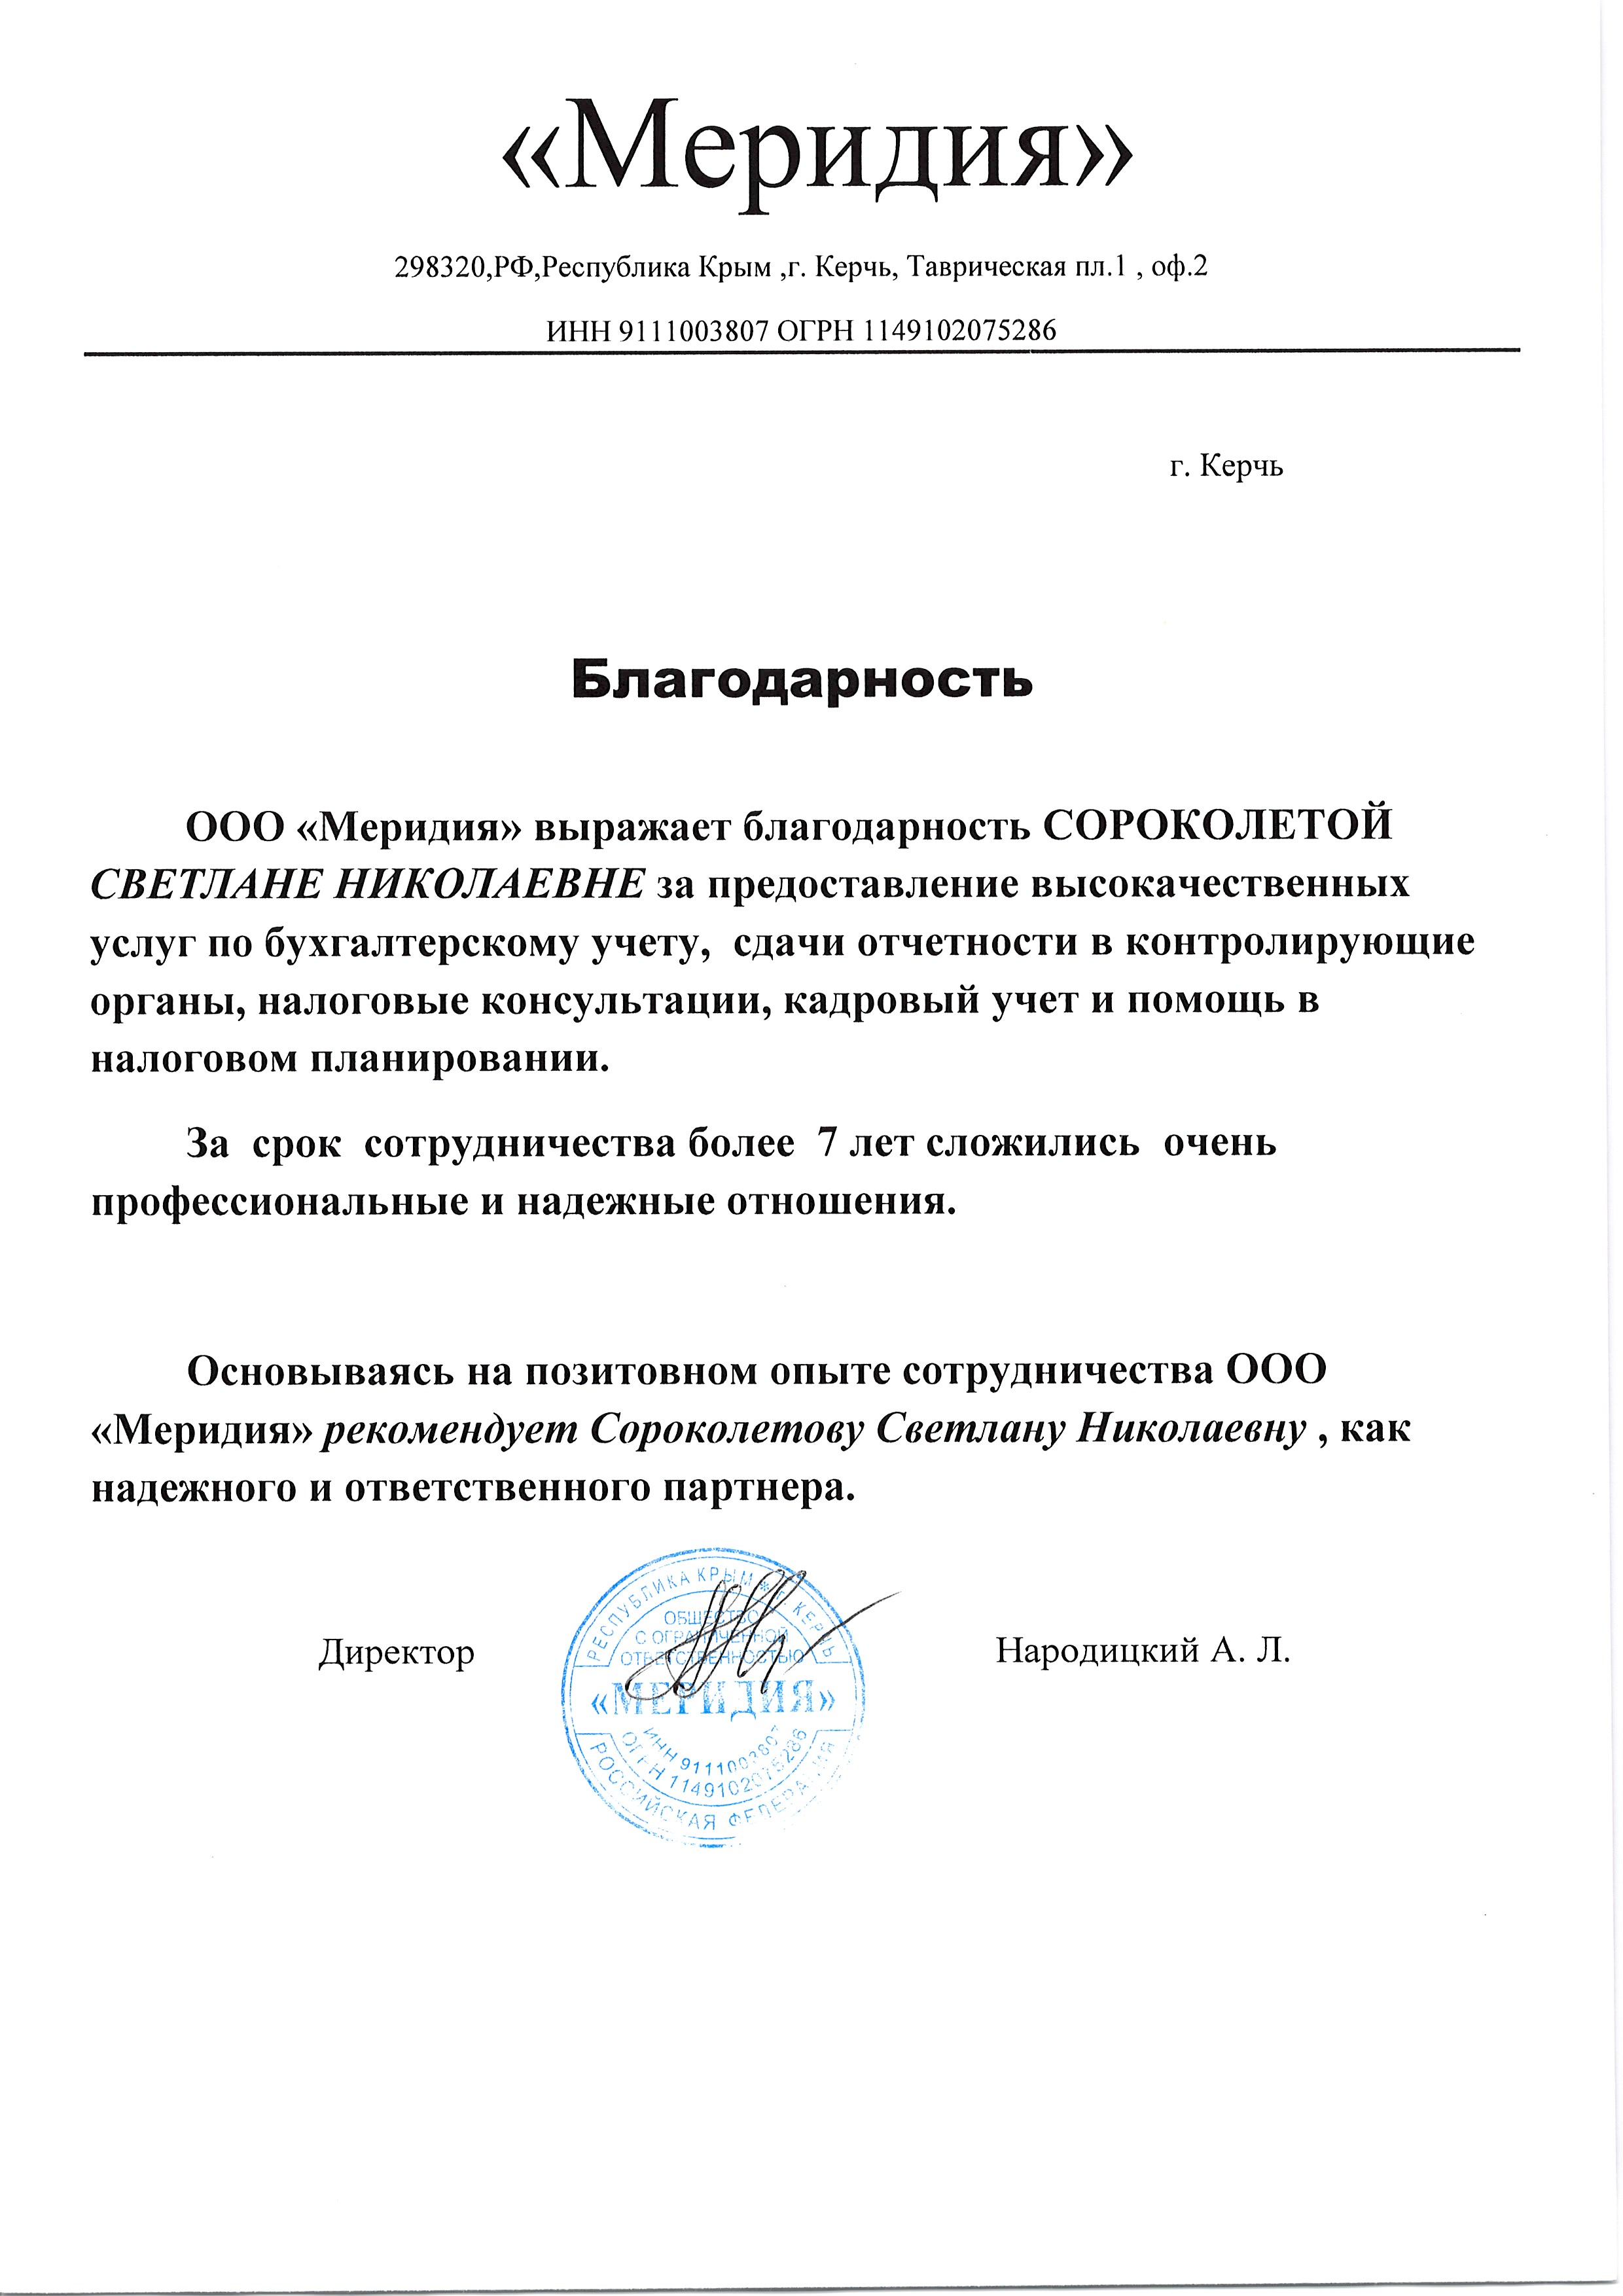 «Меридия»
298320,РФ,Республика Крым ,г. Керчь, Таврическая пл.1 , оф.2
ИНН 9111003807 ОГРН 1149102075286
г. Керчь
Благодарность
ООО «Меридия» выражает благодарность СОРОКОЛЕТОЙ
СВЕТЛАНЕ НИКОЛАЕВНЕ за предоставление высокачественных
услуг по бухгалтерскому учету, сдачи отчетности в контролирующие
органы, налоговые консультации, кадровый учет и помощь в
налоговом планировании.
За срок сотрудничества более 7 лет сложились очень
профессиональные и надежные отношения.
Основываясь на позитовном опыте сотрудничества ООО
«Меридия» рекомендует Сороколетову Светлану Николаевну , как
надежного и ответственного партнера.
Директор
Народицкий А. Л.
РЕСПУБЛИКА КРЫМ * г. КЕРЧЬ
ОБЩЕСТВО
С ОГРАНИЧЕННОЙ
ОТВЕТСТВЕННОСТЬЮ
«МЕРИДИЯ»
ИНН 9111003807
ОГРН 1149102075286
РОССИЙСКАЯ ФЕДЕРАЦИЯ